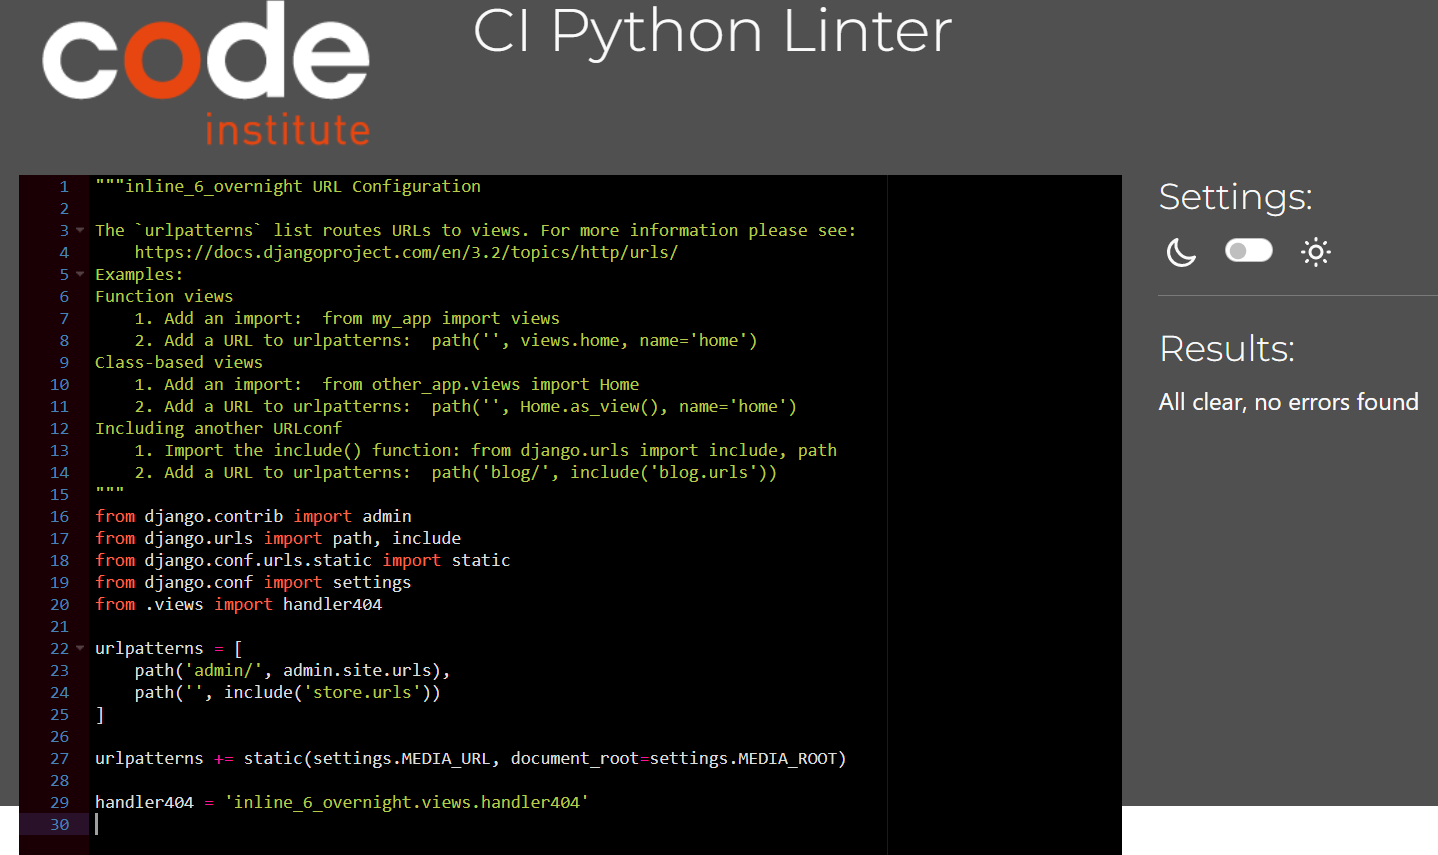 code
institute
CI Python Linter
1 """inline_6_overnight URL Configuration
2
3 The `urlpatterns` list routes URLs to views. For more information please see:
4     https://docs.djangoproject.com/en/3.2/topics/http/urls/
5 Examples:
6 Function views
7     1. Add an import:  from my_app import views
8     2. Add a URL to urlpatterns:  path('', views.home, name='home')
9 Class-based views
10     1. Add an import:  from other_app.views import Home
11     2. Add a URL to urlpatterns:  path('', Home.as_view(), name='home')
12 Including another URLconf
13     1. Import the include() function: from django.urls import include, path
14     2. Add a URL to urlpatterns:  path('blog/', include('blog.urls'))
15 """
16 from django.contrib import admin
17 from django.urls import path, include
18 from django.conf.urls.static import static
19 from django.conf import settings
20 from .views import handler404
21
22 urlpatterns = [
23     path('admin/', admin.site.urls),
24     path('', include('store.urls'))
25 ]
26
27 urlpatterns += static(settings.MEDIA_URL, document_root=settings.MEDIA_ROOT)
28
29 handler404 = 'inline_6_overnight.views.handler404'
30
Settings:
Results:
All clear, no errors found